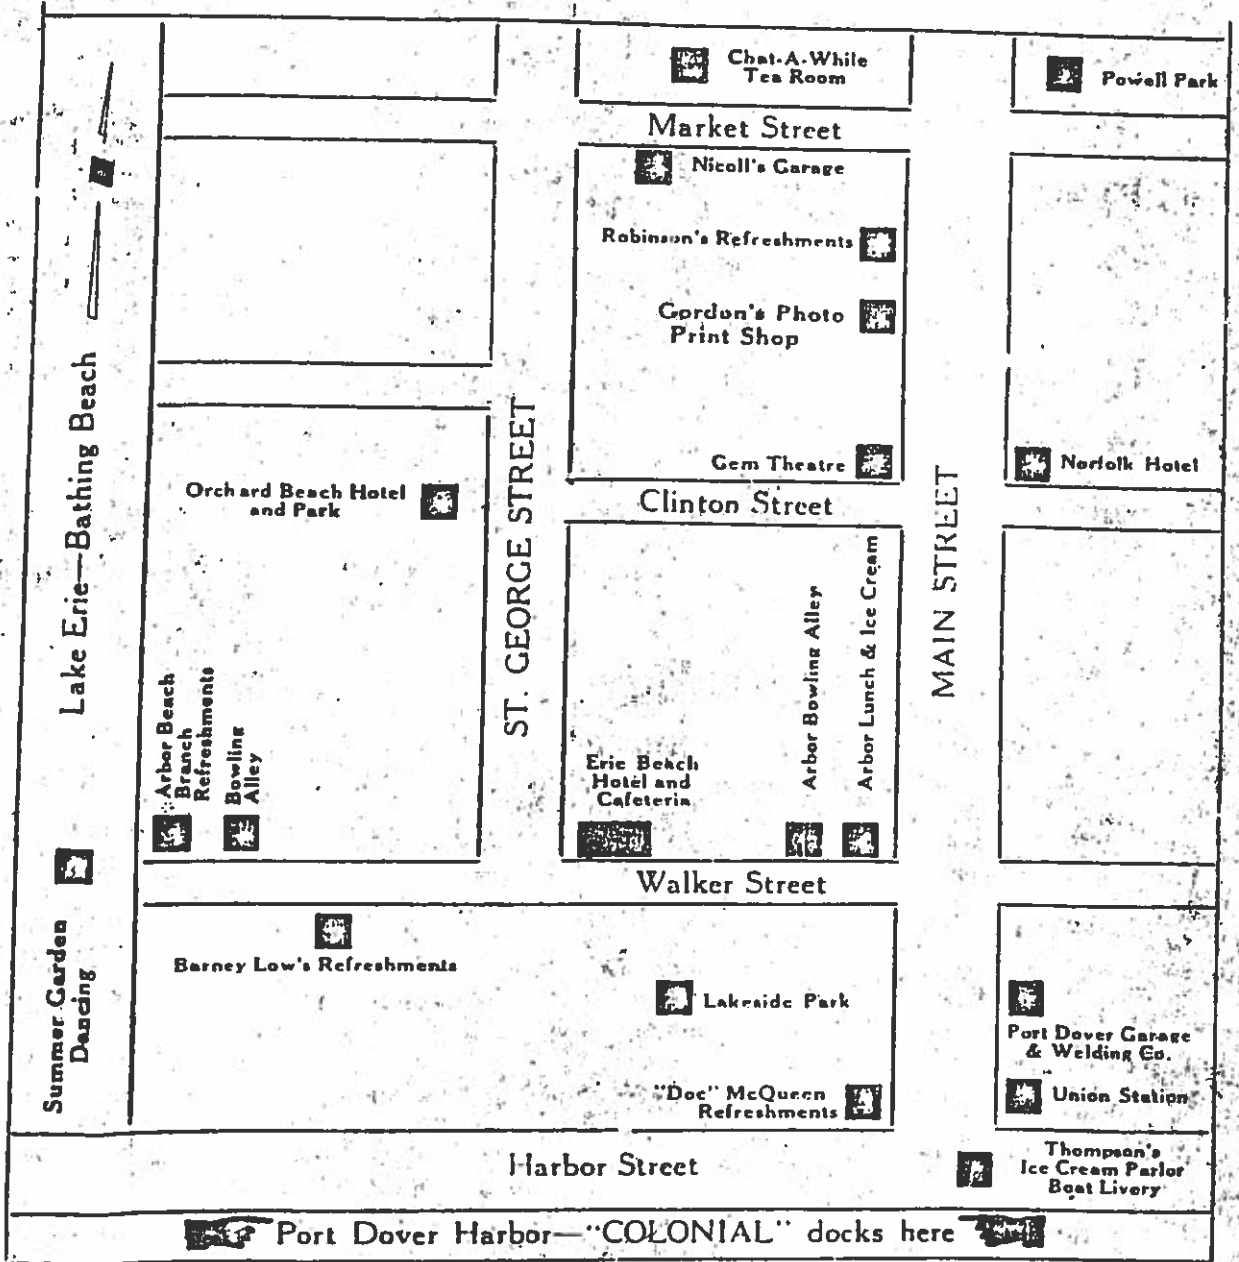 Chat-A-While
Tea Room
Powell Park
Market Street
Nicoll's Garage
Robinson's Refreshments
Gordon's Photo
Print Shop
Gem Theatre
Norfolk Hotel
Clinton Street
Orchard Beach Hotel
and Park
Lake Erie—Bathing Beach
ST. GEORGE STREET
MAIN STREET
Arbor Beach
Branch
Refreshments
Bowling
Alley
Erie Beach
Hotel and
Cafeteria
Arbor Bowling Alley
Arbor Lunch & Ice Cream
Walker Street
Summer Garden
Dancing
Barney Low's Refreshments
Lakeside Park
Port Dover Garage
& Welding Co.
"Doc" McQueen
Refreshments
Union Station
Harbor Street
Thompson's
Ice Cream Parlor
Boat Livery
Port Dover Harbor—"COLONIAL" docks here